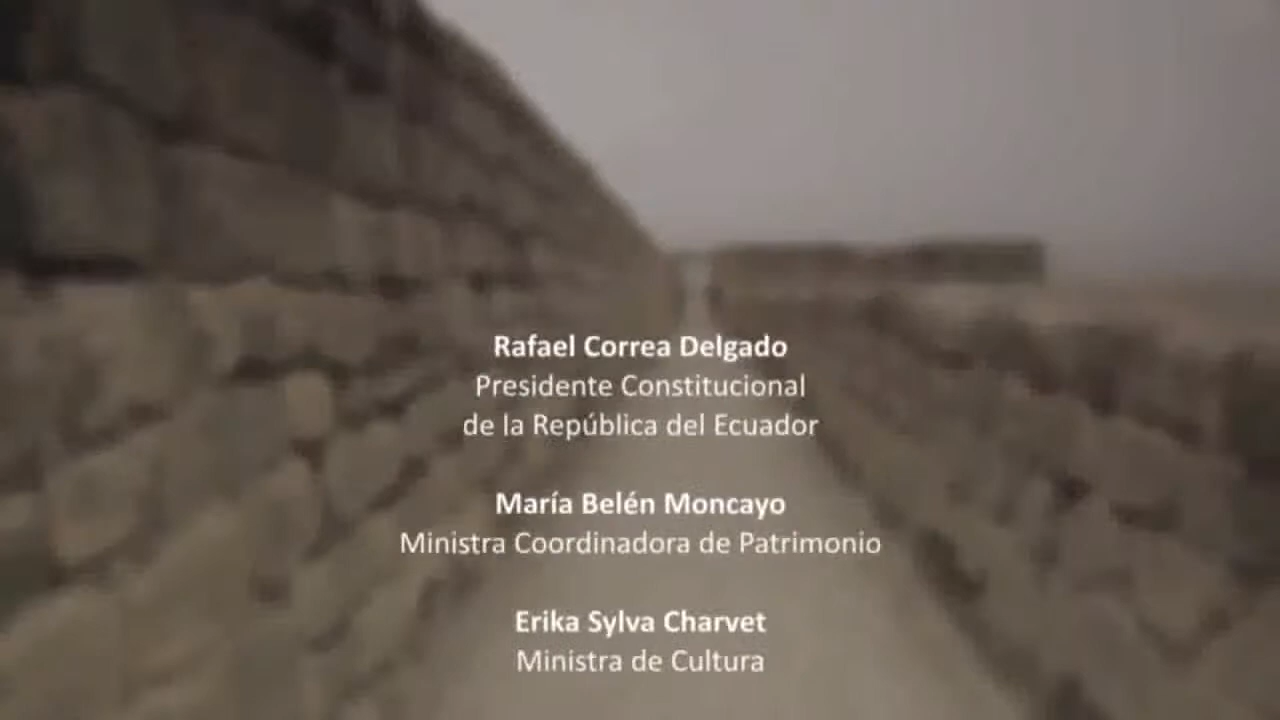 Rafael Correa Delgado
Presidente Constitucional
de la República del Ecuador
María Belén Moncayo
Ministra Coordinadora de Patrimonio
Erika Sylva Charvet
Ministra de Cultura